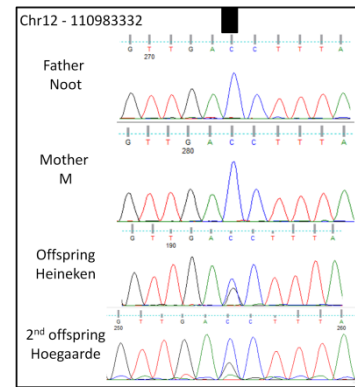 Chr12 - 110983332
G T T G A C C T T T A
270
Father
Noot
G T T G A C C T T T A
280
Mother
M
G T T G A C C T T T A
190
Offspring
Heineken
G T T G A C C T T T A
250 260
2nd offspring
Hoegaarde